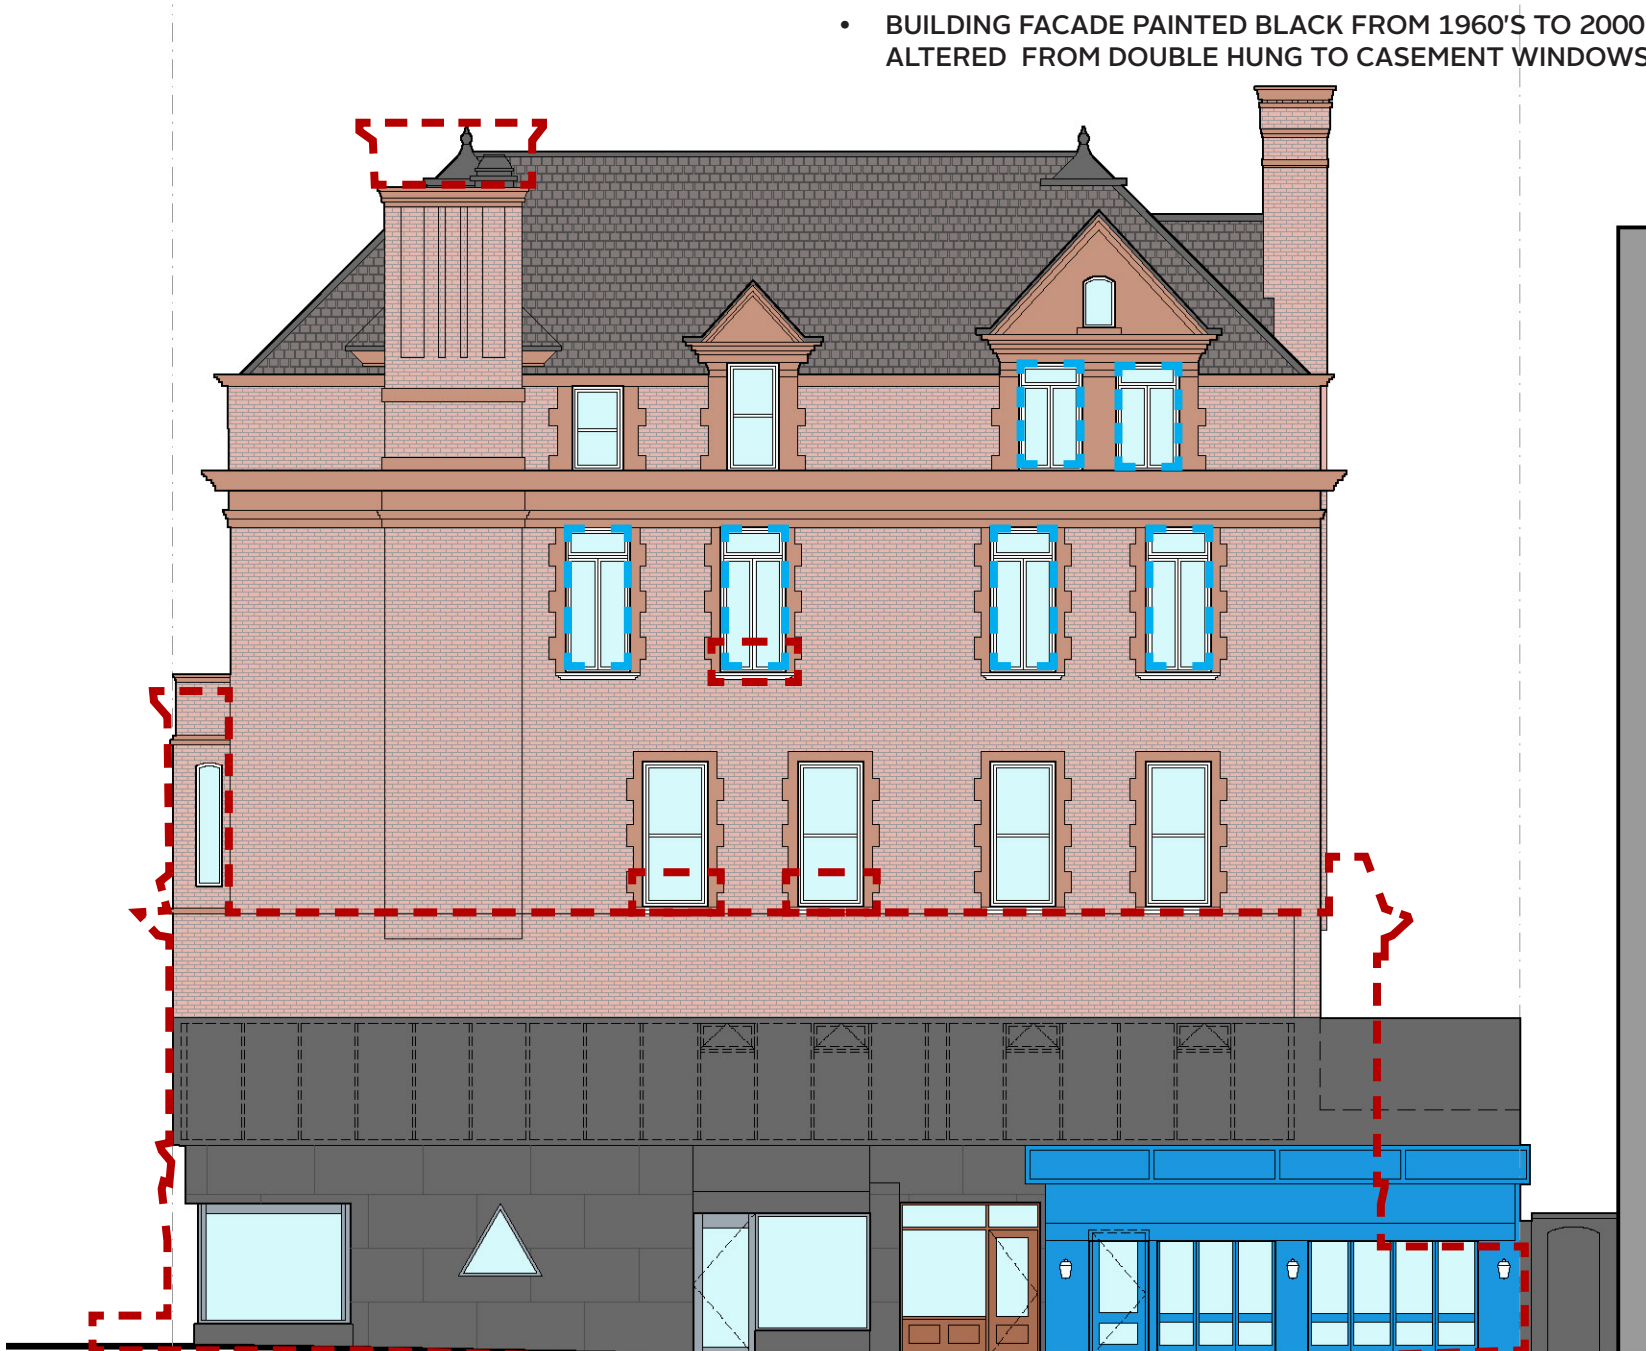 • BUILDING FACADE PAINTED BLACK FROM 1960'S TO 2000
ALTERED FROM DOUBLE HUNG TO CASEMENT WINDOWS